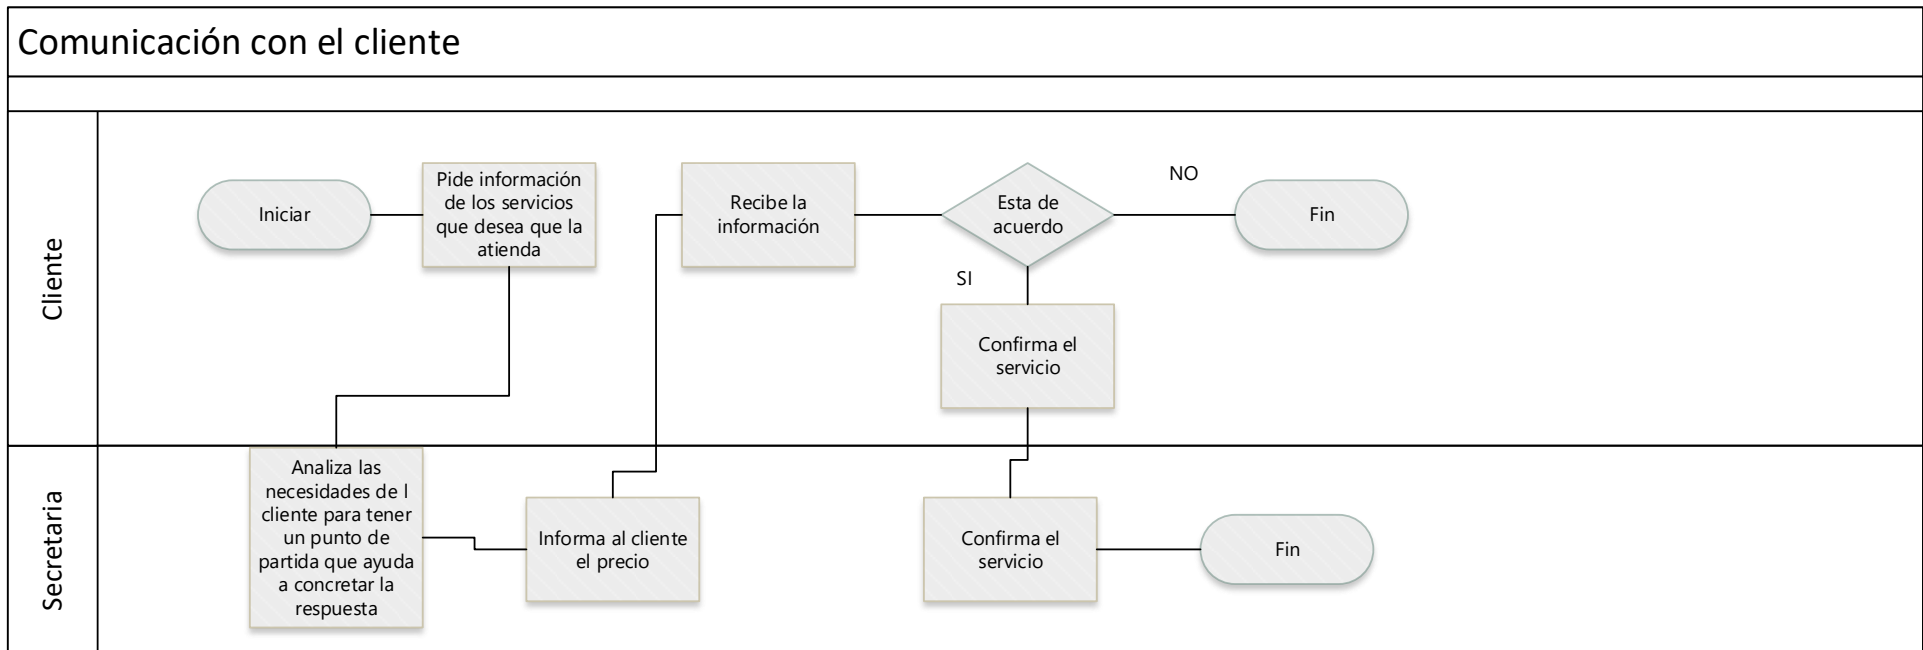 Comunicación con el cliente
Cliente
Iniciar
Pide información
de los servicios
que desea que la
atienda
Recibe la
información
Esta de
acuerdo
NO
Fin
SI
Confirma el
servicio
Secretaria
Analiza las
necesidades de l
cliente para tener
un punto de
partida que ayuda
a concretar la
respuesta
Informa al cliente
el precio
Confirma el
servicio
Fin